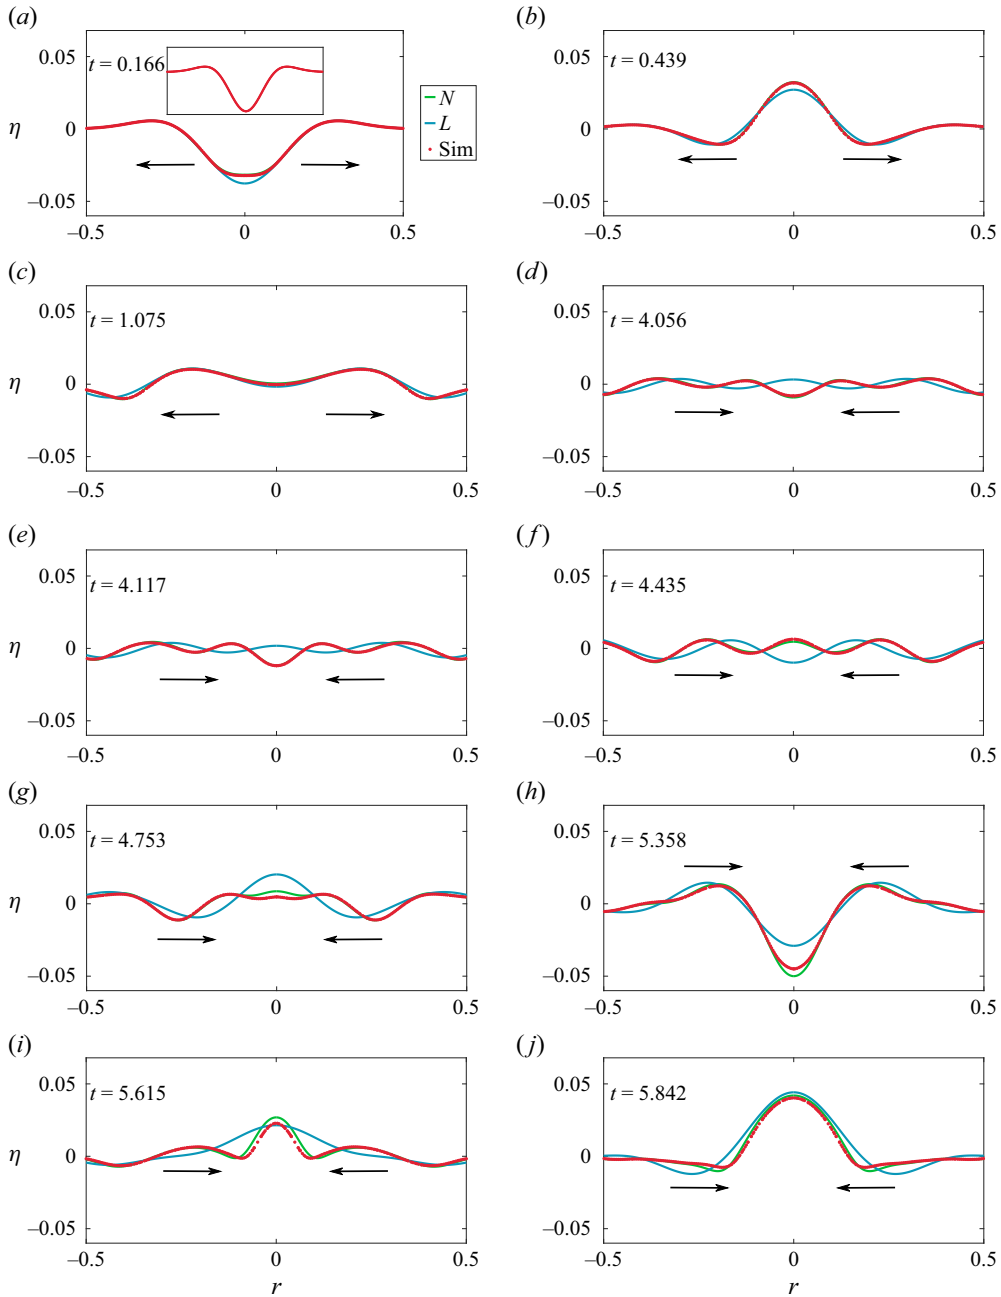 (a)
(b)
0.05
t = 0.166
N
L
Sim
η
0
−0.05
−0.5
0
0.5
0.05
t = 0.439
0
−0.05
−0.5
0
0.5
(c)
(d)
0.05
t = 1.075
η
0
−0.05
−0.5
0
0.5
0.05
t = 4.056
0
−0.05
−0.5
0
0.5
(e)
(f)
0.05
t = 4.117
η
0
−0.05
−0.5
0
0.5
0.05
t = 4.435
0
−0.05
−0.5
0
0.5
(g)
(h)
0.05
t = 4.753
η
0
−0.05
−0.5
0
0.5
0.05
t = 5.358
0
−0.05
−0.5
0
0.5
(i)
(j)
0.05
t = 5.615
η
0
−0.05
−0.5
0
0.5
r
0.05
t = 5.842
0
−0.05
−0.5
0
0.5
r